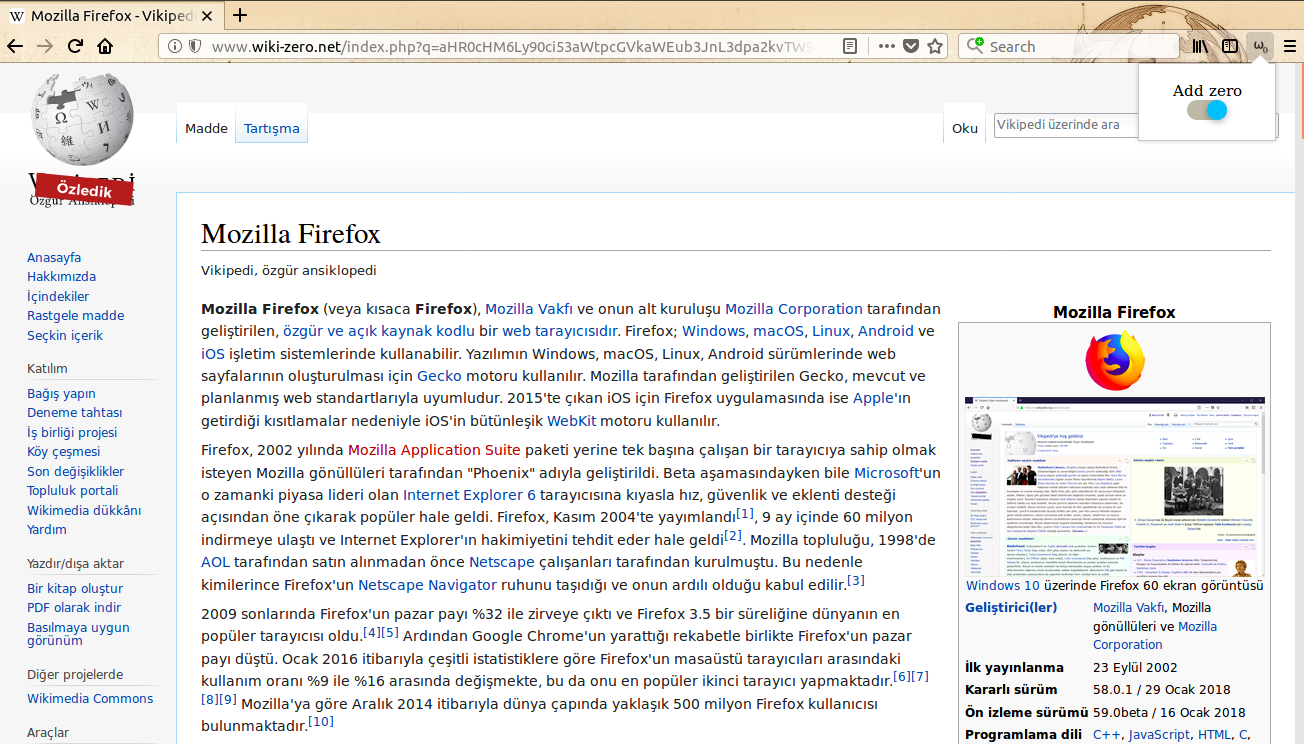 Mozilla Firefox - Vikiped
www.wiki-zero.net/index.php?q=aHR0cHM6Ly90ci53aWtpcGVkaWEub3JnL3dpa2kvTW9
Search
Add zero
Özledik
Özgür Ansiklopedi
Madde Tartışma Oku Vikipedi üzerinde ara
Anasayfa
Hakkımızda
İçindekiler
Rastgele madde
Seçkin içerik
Katılım
Bağış yapın
Deneme tahtası
İş birliği projesi
Köy çeşmesi
Son değişiklikler
Topluluk portali
Wikimedia dükkânı
Yardım
Yazdır/dışa aktar
Bir kitap oluştur
PDF olarak indir
Basılmaya uygun
görünüm
Diğer projelerde
Wikimedia Commons
Araçlar
Mozilla Firefox
Vikipedi, özgür ansiklopedi
Mozilla Firefox (veya kısaca Firefox), Mozilla Vakfı ve onun alt kuruluşu Mozilla Corporation tarafından
geliştirilen, özgür ve açık kaynak kodlu bir web tarayıcısıdır. Firefox; Windows, macOS, Linux, Android ve
iOS işletim sistemlerinde kullanabilir. Yazılımın Windows, macOS, Linux, Android sürümlerinde web
sayfalarının oluşturulması için Gecko motoru kullanılır. Mozilla tarafından geliştirilen Gecko, mevcut ve
planlanmış web standartlarıyla uyumludur. 2015'te çıkan iOS için Firefox uygulamasında ise Apple'ın
getirdiği kısıtlamalar nedeniyle iOS'in bütünleşik WebKit motoru kullanılır.
Firefox, 2002 yılında Mozilla Application Suite paketi yerine tek başına çalışan bir tarayıcıya sahip olmak
isteyen Mozilla gönüllüleri tarafından "Phoenix" adıyla geliştirildi. Beta aşamasındayken bile Microsoft'un
o zamanki piyasa lideri olan Internet Explorer 6 tarayıcısına kıyasla hız, güvenlik ve eklenti desteği
açısından öne çıkarak popüler hale geldi. Firefox, Kasım 2004'te yayımlandı[1], 9 ay içinde 60 milyon
indirmeye ulaştı ve Internet Explorer'ın hakimiyetini tehdit eder hale geldi[2]. Mozilla topluluğu, 1998'de
AOL tarafından satın alınmadan önce Netscape çalışanları tarafından kurulmuştu. Bu nedenle
kimilerince Firefox'un Netscape Navigator ruhunu taşıdığı ve onun ardılı olduğu kabul edilir.[3]
2009 sonlarında Firefox'un pazar payı %32 ile zirveye çıktı ve Firefox 3.5 bir süreliğine dünyanın en
popüler tarayıcısı oldu.[4][5] Ardından Google Chrome'un yarattığı rekabetle birlikte Firefox'un pazar
payı düştü. Ocak 2016 itibarıyla çeşitli istatistiklere göre Firefox'un masaüstü tarayıcıları arasındaki
kullanım oranı %9 ile %16 arasında değişmekte, bu da onu en popüler ikinci tarayıcı yapmaktadır.[6][7]
[8][9] Mozilla'ya göre Aralık 2014 itibarıyla dünya çapında yaklaşık 500 milyon Firefox kullanıcısı
bulunmaktadır.[10]
Mozilla Firefox
Windows 10 üzerinde Firefox 60 ekran görüntüsü
Geliştirici(ler) Mozilla Vakfı, Mozilla
gönüllüleri ve Mozilla
Corporation
İlk yayınlanma 23 Eylül 2002
Kararlı sürüm 58.0.1 / 29 Ocak 2018
Ön izleme sürümü 59.0beta / 16 Ocak 2018
Programlama dili C++, JavaScript, HTML, C,